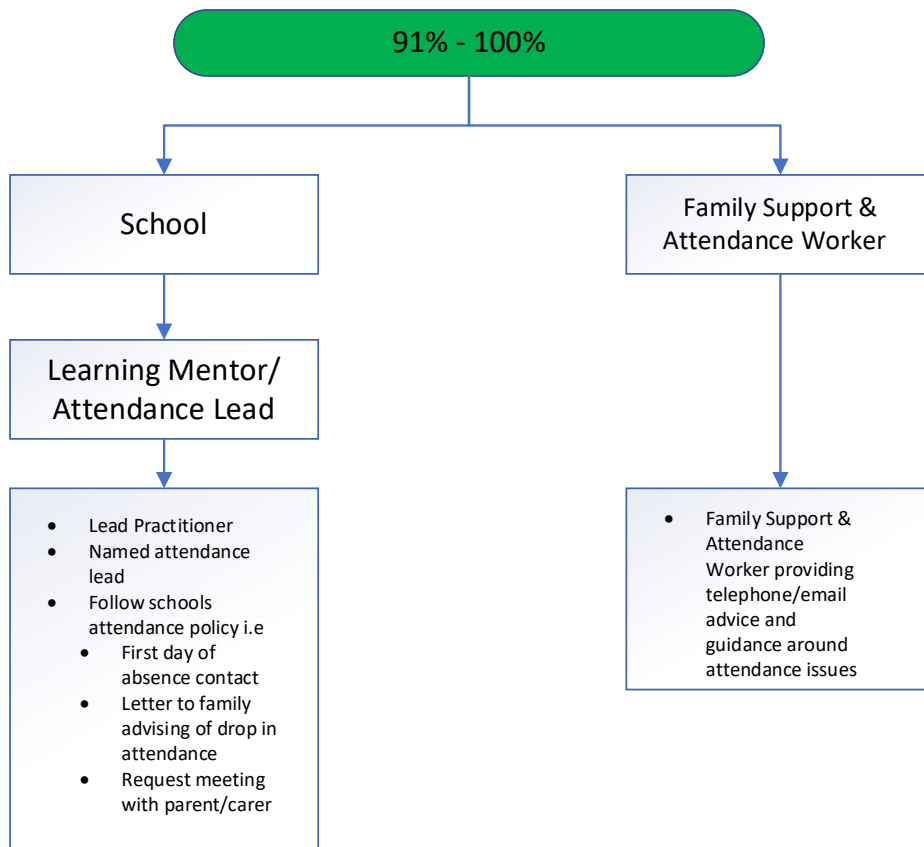 91% - 100%
School
Family Support &
Attendance Worker
Learning Mentor/
Attendance Lead
• Lead Practitioner
• Named attendance
lead
• Follow schools
attendance policy i.e
• First day of
absence contact
• Letter to family
advising of drop in
attendance
• Request meeting
with parent/carer
• Family Support &
Attendance
Worker providing
telephone/email
advice and
guidance around
attendance issues